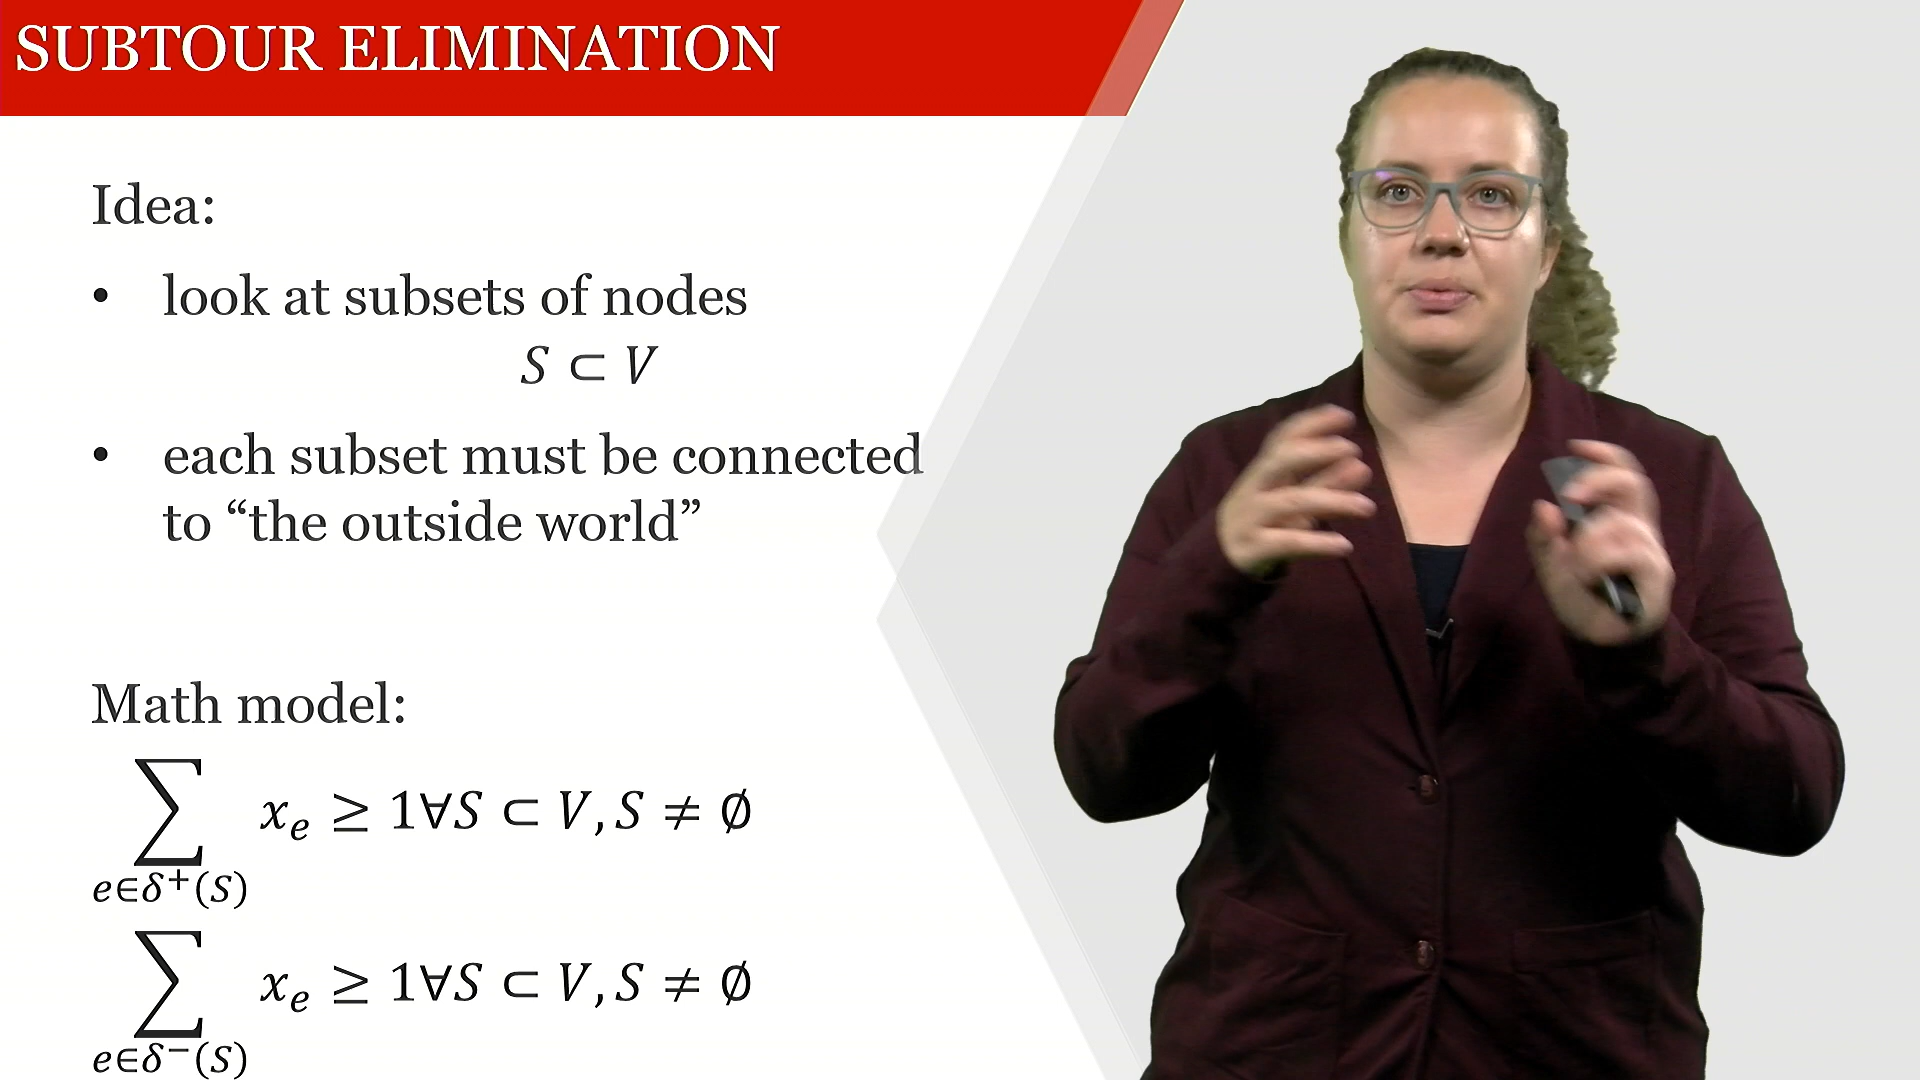 SUBTOUR ELIMINATION
Idea:
• look at subsets of nodes
S ⊂ V
• each subset must be connected
to “the outside world”
Math model:
∑ x_e ≥ 1∀S ⊂ V, S ≠ ∅
e∈δ⁺(S)
∑ x_e ≥ 1∀S ⊂ V, S ≠ ∅
e∈δ⁻(S)